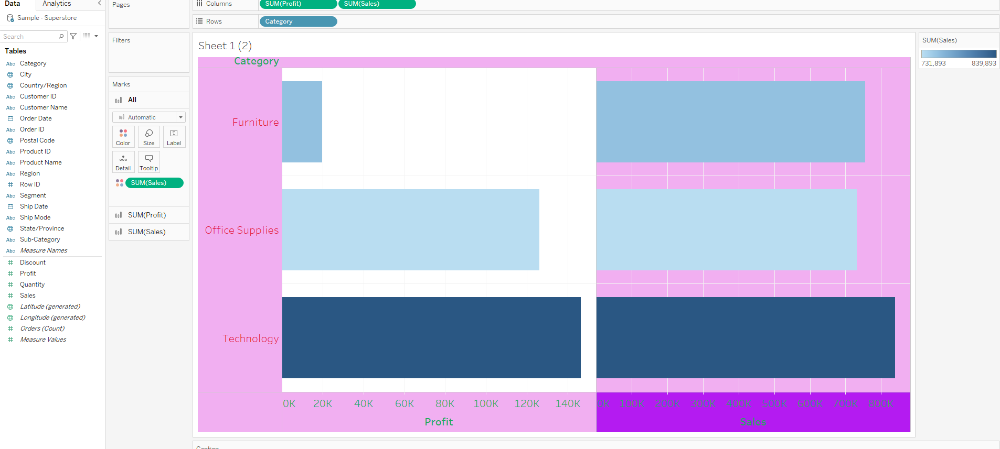 Data Analytics
Sample - Superstore
Search
Tables
Abc Category
City
Country/Region
Abc Customer ID
Abc Customer Name
Order Date
Abc Order ID
Postal Code
Abc Product ID
Abc Product Name
Abc Region
Row ID
Abc Segment
Ship Date
Abc Ship Mode
State/Province
Abc Sub-Category
Abc Measure Names
Discount
Profit
Quantity
Sales
Latitude (generated)
Longitude (generated)
Orders (Count)
Measure Values
Pages
Filters
Marks
All
Automatic
Color Size Label
Detail Tooltip
SUM(Sales)
SUM(Profit)
SUM(Sales)
Columns SUM(Profit) SUM(Sales)
Rows Category
Sheet 1 (2)
Category
Furniture
Office Supplies
Technology
0K 20K 40K 60K 80K 100K 120K 140K 0K 100K 200K 300K 400K 500K 600K 700K 800K
Profit Sales
Caption
SUM(Sales)
731,893 839,893